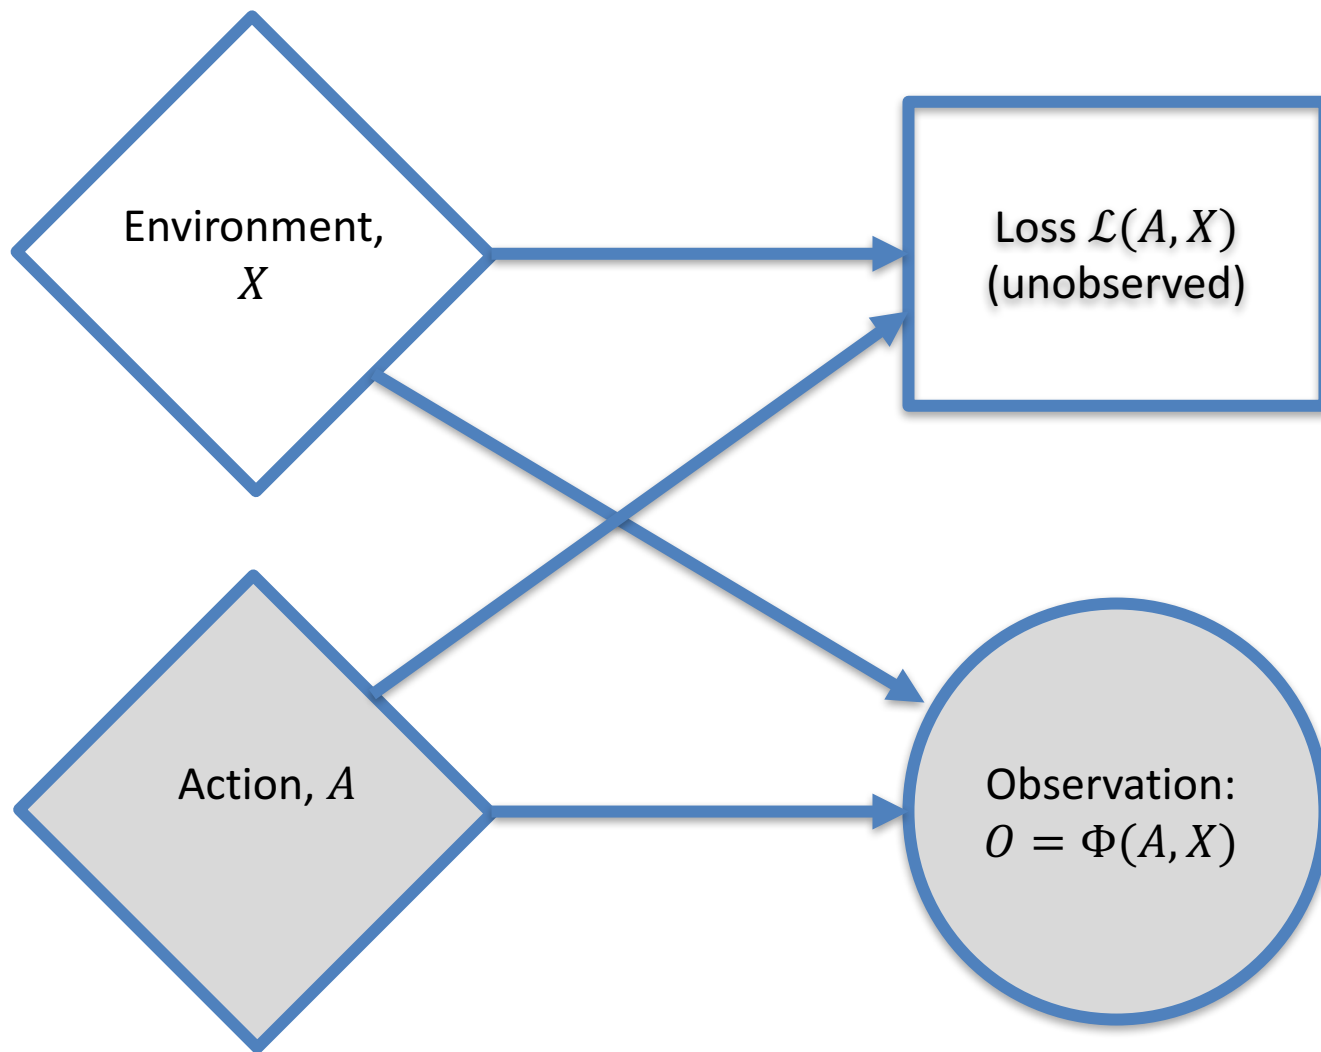 Environment,
X
Loss ℒ(A, X)
(unobserved)
Action, A
Observation:
O = Φ(A, X)